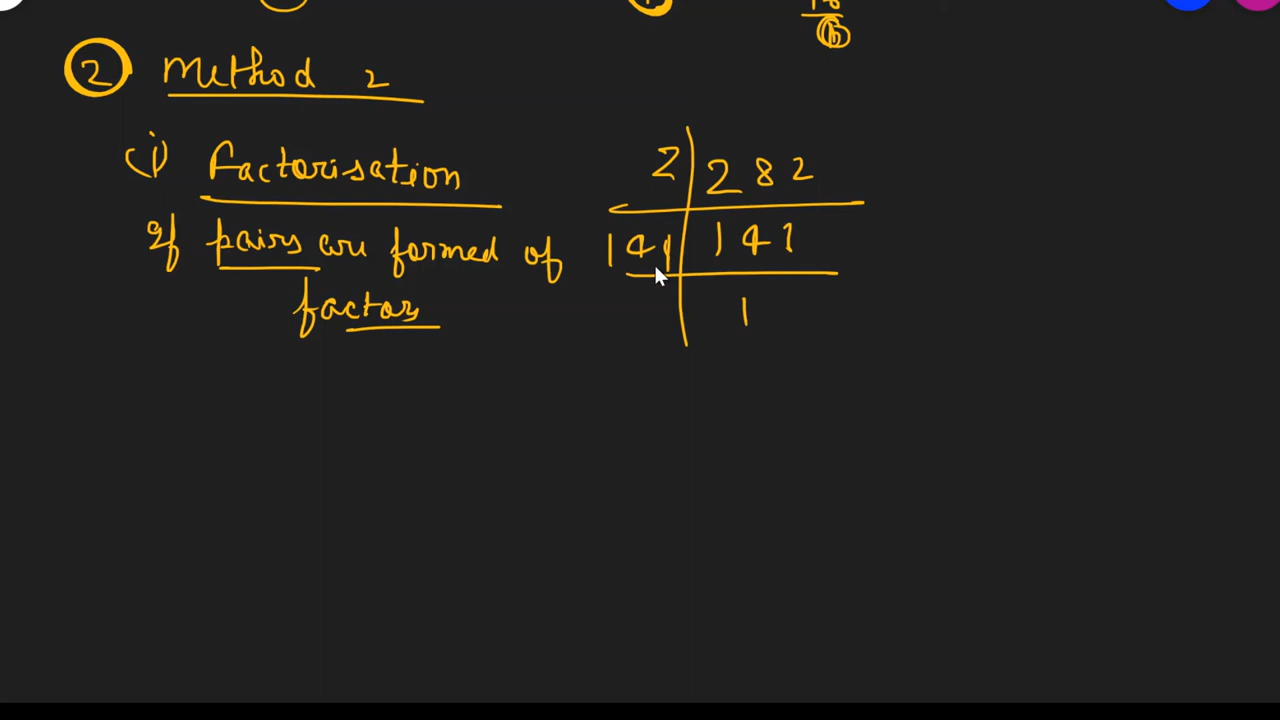 2 Method 2
(i) Factorisation
If pairs are formed of
factors
2 | 282
141 | 141
1